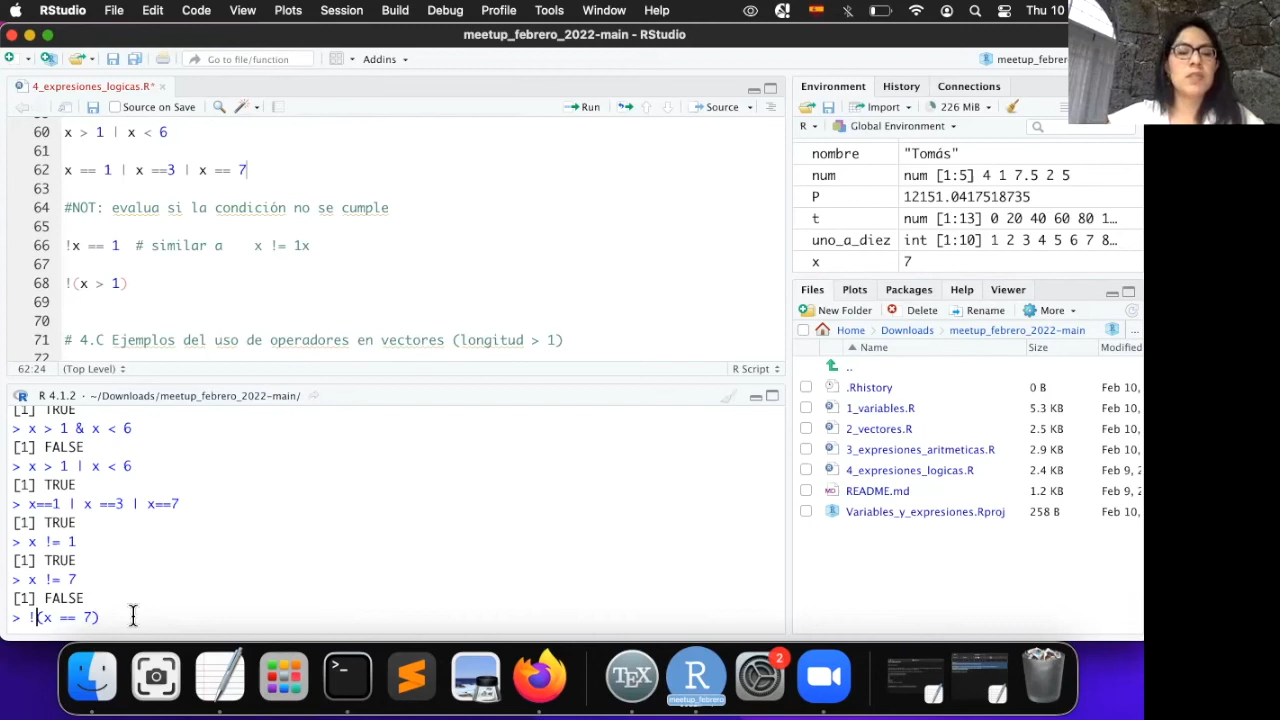 RStudio File Edit Code View Plots Session Build Debug Profile Tools Window Help Thu 10
meetup_febrero_2022-main - RStudio
Go to file/function Addins meetup_febrero
4_expresiones_logicas.R*
Source on Save Run Source
60 x > 1 | x < 6
61
62 x == 1 | x ==3 | x == 7
63
64 #NOT: evalua si la condición no se cumple
65
66 !x == 1 # similar a x != 1x
67
68 !(x > 1)
69
70
71 # 4.C Ejemplos del uso de operadores en vectores (longitud > 1)
72
62:24 (Top Level) R Script
R 4.1.2 · ~/Downloads/meetup_febrero_2022-main/
[1] TRUE
> x > 1 & x < 6
[1] FALSE
> x > 1 | x < 6
[1] TRUE
> x==1 | x ==3 | x==7
[1] TRUE
> x != 1
[1] TRUE
> x != 7
[1] FALSE
> !(x == 7)
Environment History Connections
Import 226 MiB
R Global Environment
nombre "Tomás"
num num [1:5] 4 1 7.5 2 5
P 12151.0417518735
t num [1:13] 0 20 40 60 80 1…
uno_a_diez int [1:10] 1 2 3 4 5 6 7 8…
x 7
Files Plots Packages Help Viewer
New Folder Delete Rename More
Home Downloads meetup_febrero_2022-main ...
Name Size Modified
..
.Rhistory 0 B Feb 10,
1_variables.R 5.3 KB Feb 10,
2_vectores.R 2.5 KB Feb 10,
3_expresiones_aritmeticas.R 2.9 KB Feb 10,
4_expresiones_logicas.R 2.4 KB Feb 9, 2
README.md 1.2 KB Feb 10,
Variables_y_expresiones.Rproj 258 B Feb 10,
TEX R 2
meetup_febrero